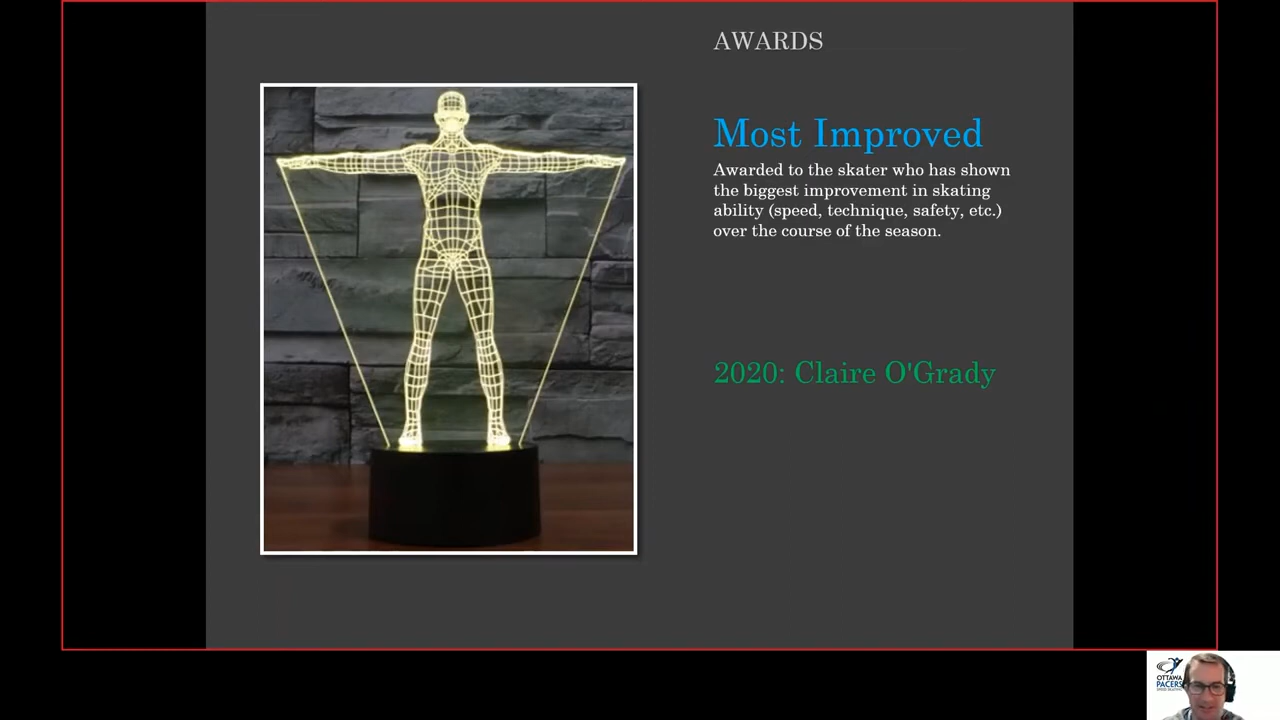 AWARDS
Most Improved
Awarded to the skater who has shown
the biggest improvement in skating
ability (speed, technique, safety, etc.)
over the course of the season.
2020: Claire O'Grady
OTTAWA
PACERS